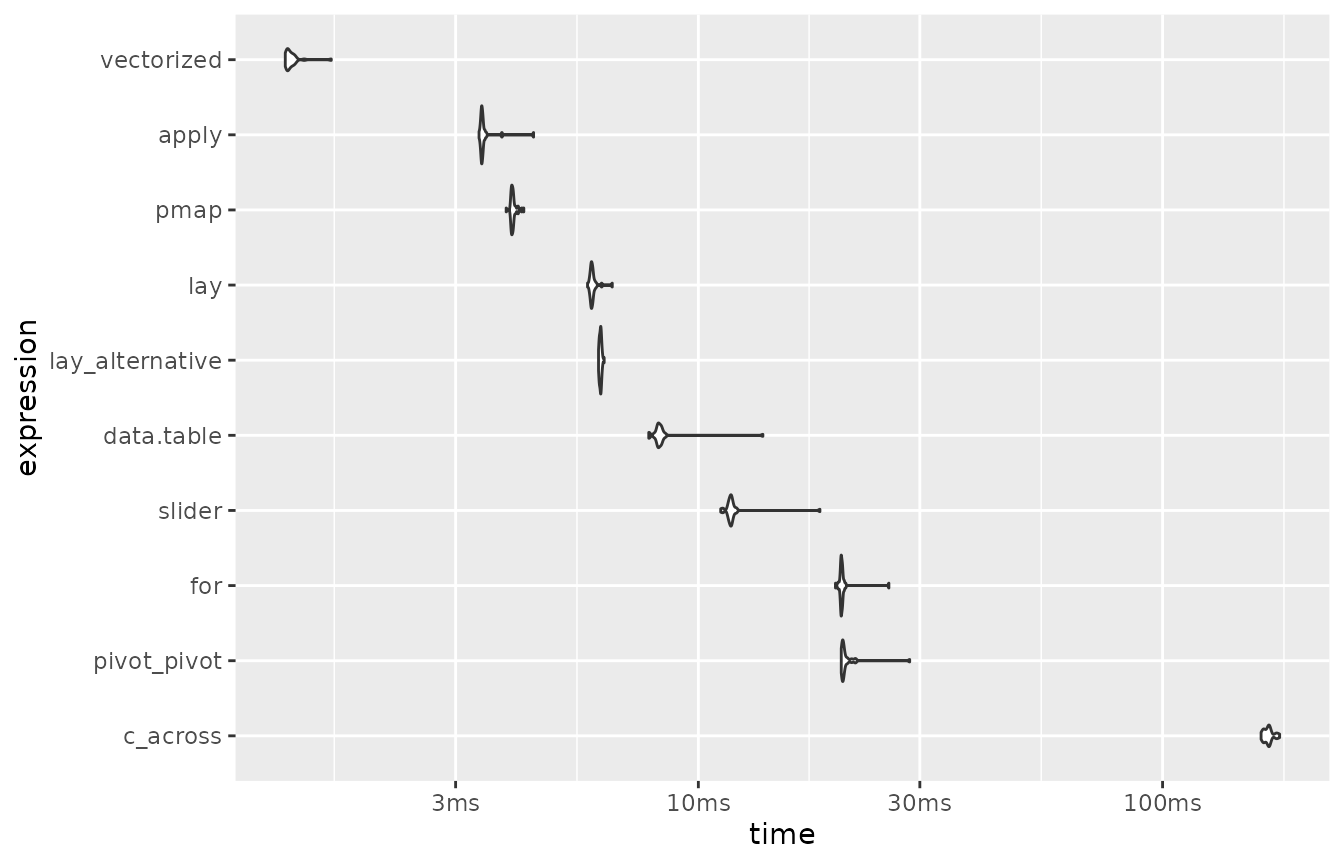 vectorized
apply
pmap
lay
lay_alternative
data.table
slider
for
pivot_pivot
c_across
expression
3ms 10ms 30ms 100ms
time